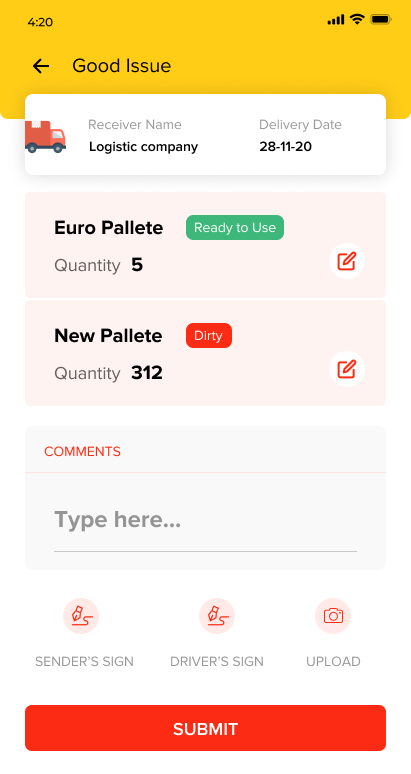 4:20
Good Issue
Receiver Name Delivery Date
Logistic company 28-11-20
Euro Pallete Ready to Use
Quantity 5
New Pallete Dirty
Quantity 312
COMMENTS
Type here...
SENDER'S SIGN DRIVER'S SIGN UPLOAD
SUBMIT